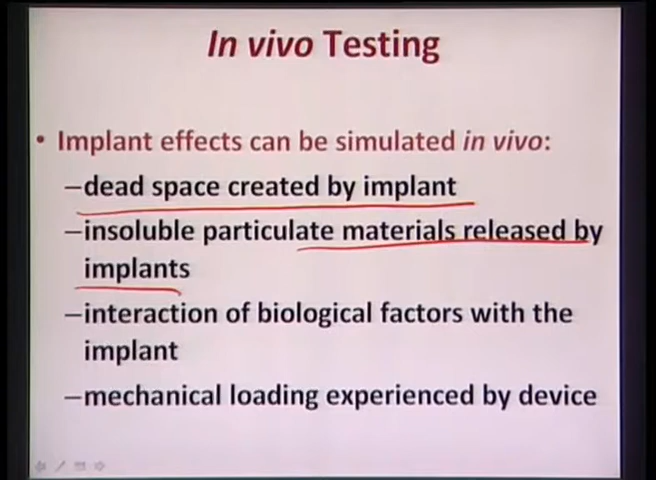 In vivo Testing
• Implant effects can be simulated in vivo:
–dead space created by implant
–insoluble particulate materials released by
implants
–interaction of biological factors with the
implant
–mechanical loading experienced by device